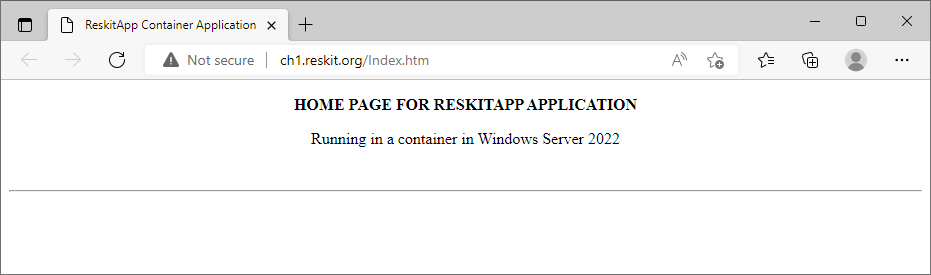 ReskitApp Container Application
Not secure
ch1.reskit.org/Index.htm
HOME PAGE FOR RESKITAPP APPLICATION
Running in a container in Windows Server 2022